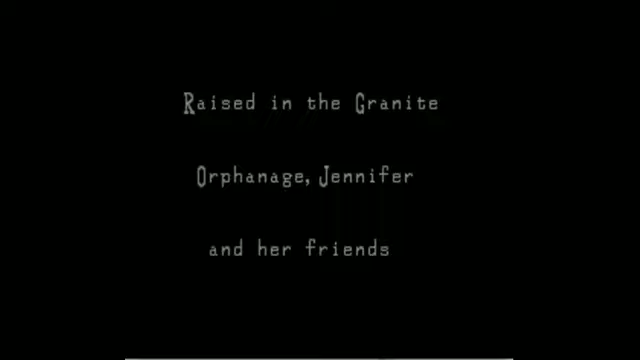 Raised in the Granite
Orphanage, Jennifer
and her friends